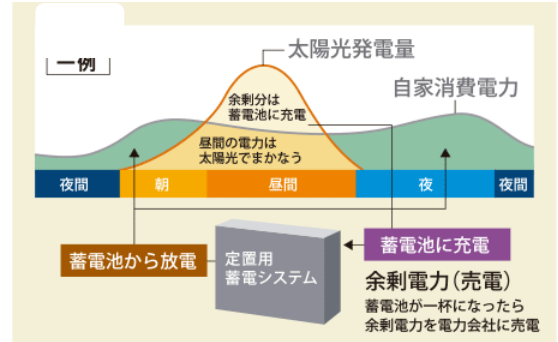 一例
太陽光発電量
自家消費電力
余剰分は
蓄電池に充電
昼間の電力は
太陽光でまかなう
夜間
朝
昼間
夜
夜間
蓄電池から放電
定置用
蓄電システム
蓄電池に充電
余剰電力(売電)
蓄電池が一杯になったら
余剰電力を電力会社に売電